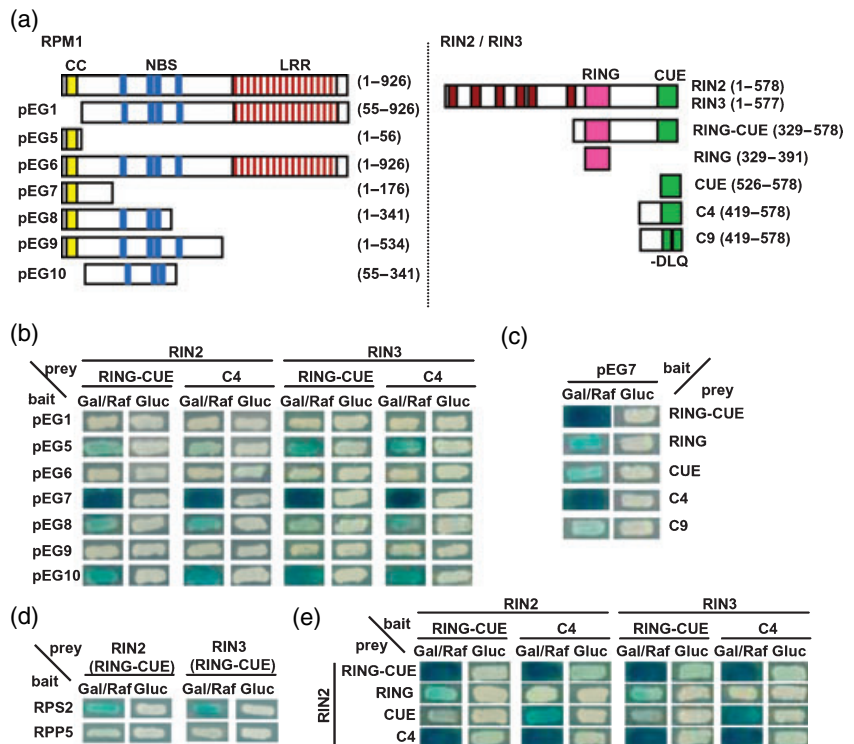 (a)
RPM1
CC NBS LRR
(1–926)
pEG1 (55–926)
pEG5 (1–56)
pEG6 (1–926)
pEG7 (1–176)
pEG8 (1–341)
pEG9 (1–534)
pEG10 (55–341)
RIN2 / RIN3
RING CUE
RIN2 (1–578)
RIN3 (1–577)
RING-CUE (329–578)
RING (329–391)
CUE (526–578)
C4 (419–578)
C9 (419–578)
-DLQ
(b)
RIN2 RIN3
prey
RING-CUE C4 RING-CUE C4
bait
Gal/Raf Gluc Gal/Raf Gluc Gal/Raf Gluc Gal/Raf Gluc
pEG1
pEG5
pEG6
pEG7
pEG8
pEG9
pEG10
(c)
pEG7 bait
prey
Gal/Raf Gluc
RING-CUE
RING
CUE
C4
C9
(d)
prey
RIN2 RIN3
(RING-CUE) (RING-CUE)
bait
Gal/Raf Gluc Gal/Raf Gluc
RPS2
RPP5
(e)
RIN2 RIN3
bait
RING-CUE C4 RING-CUE C4
prey
Gal/Raf Gluc Gal/Raf Gluc Gal/Raf Gluc Gal/Raf Gluc
RIN2
RING-CUE
RING
CUE
C4